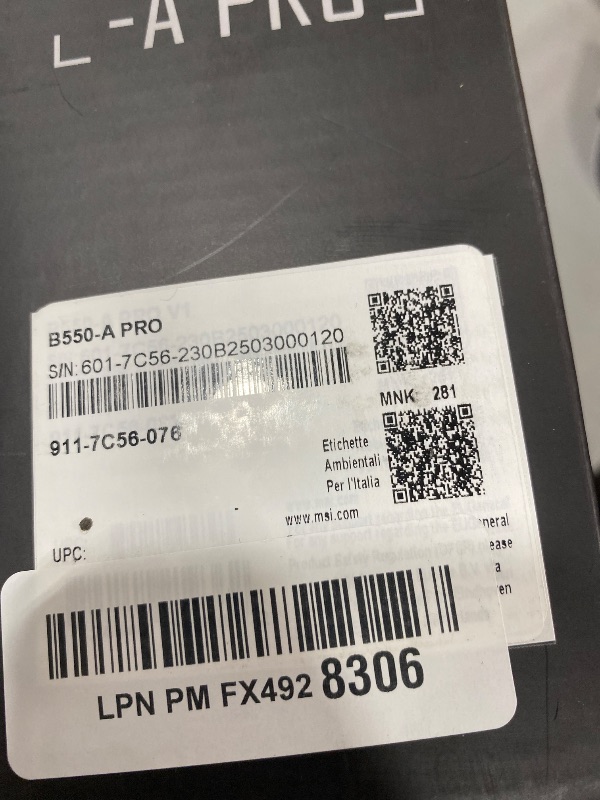 -A PRO
B550-A PRO
S/N:601-7C56-230B2503000120
911-7C56-076
MNK: 281
Etichette
Ambientali
Per l'Italia
www.msi.com
UPC:
LPN PM FX492 8306